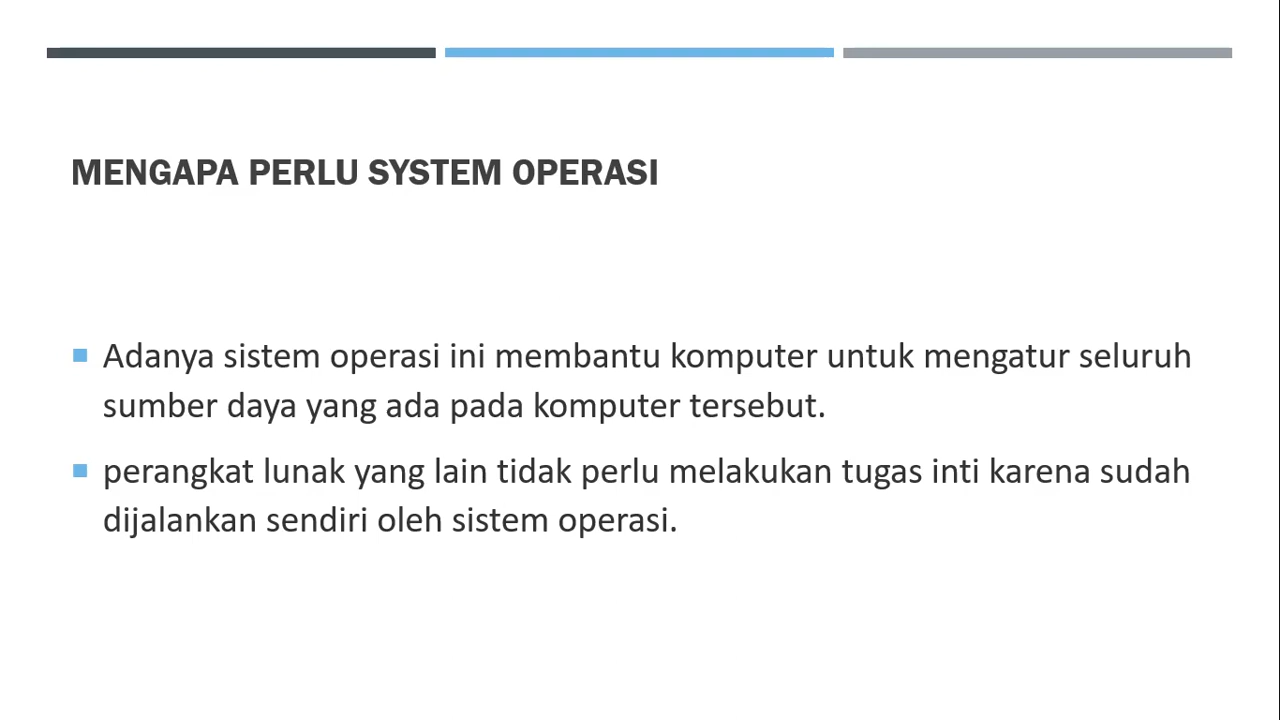 MENGAPA PERLU SYSTEM OPERASI
Adanya sistem operasi ini membantu komputer untuk mengatur seluruh
sumber daya yang ada pada komputer tersebut.
perangkat lunak yang lain tidak perlu melakukan tugas inti karena sudah
dijalankan sendiri oleh sistem operasi.